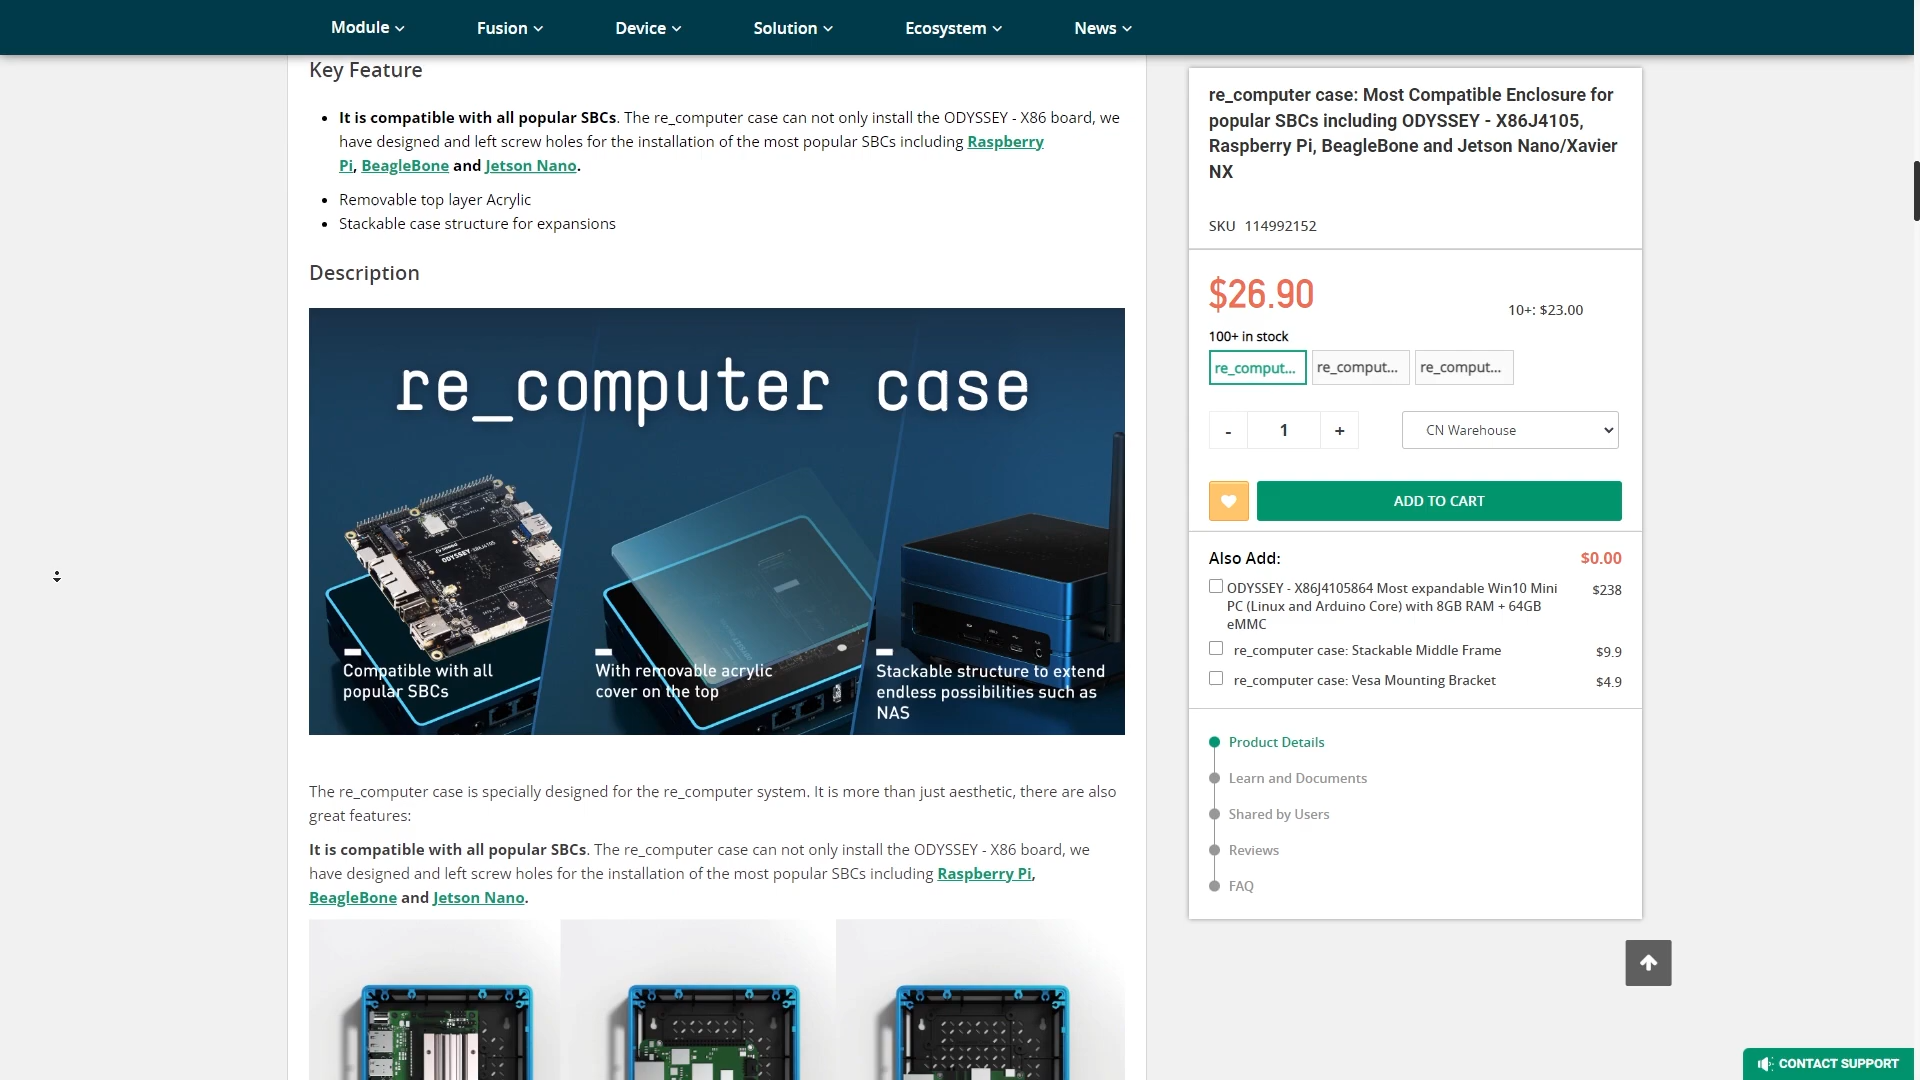 Module
Fusion
Device
Solution
Ecosystem
News
Key Feature
It is compatible with all popular SBCs. The re_computer case can not only install the ODYSSEY - X86 board, we
have designed and left screw holes for the installation of the most popular SBCs including Raspberry
Pi, BeagleBone and Jetson Nano.
Removable top layer Acrylic
Stackable case structure for expansions
Description
re_computer case
ODYSSEY
Compatible with all
popular SBCs
With removable acrylic
cover on the top
Stackable structure to extend
endless possibilities such as
NAS
The re_computer case is specially designed for the re_computer system. It is more than just aesthetic, there are also
great features:
It is compatible with all popular SBCs. The re_computer case can not only install the ODYSSEY - X86 board, we
have designed and left screw holes for the installation of the most popular SBCs including Raspberry Pi,
BeagleBone and Jetson Nano.
re_computer case: Most Compatible Enclosure for
popular SBCs including ODYSSEY - X86J4105,
Raspberry Pi, BeagleBone and Jetson Nano/Xavier
NX
SKU 114992152
$26.90
10+: $23.00
100+ in stock
re_comput...
re_comput...
re_comput...
- 1 +
CN Warehouse
ADD TO CART
Also Add: $0.00
ODYSSEY - X86J4105864 Most expandable Win10 Mini
PC (Linux and Arduino Core) with 8GB RAM + 64GB
eMMC
$238
re_computer case: Stackable Middle Frame $9.9
re_computer case: Vesa Mounting Bracket $4.9
Product Details
Learn and Documents
Shared by Users
Reviews
FAQ
CONTACT SUPPORT